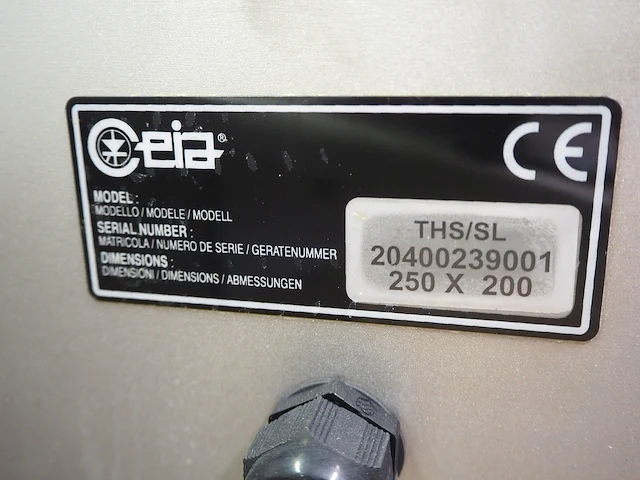 Ceia®
CE
MODEL :
MODELLO / MODELE / MODELL
SERIAL NUMBER :
MATRICOLA / NUMERO DE SERIE / GERATENUMMER
DIMENSIONS :
DIMENSIONI / DIMENSIONS / ABMESSUNGEN
THS/SL
20400239001
250 X 200